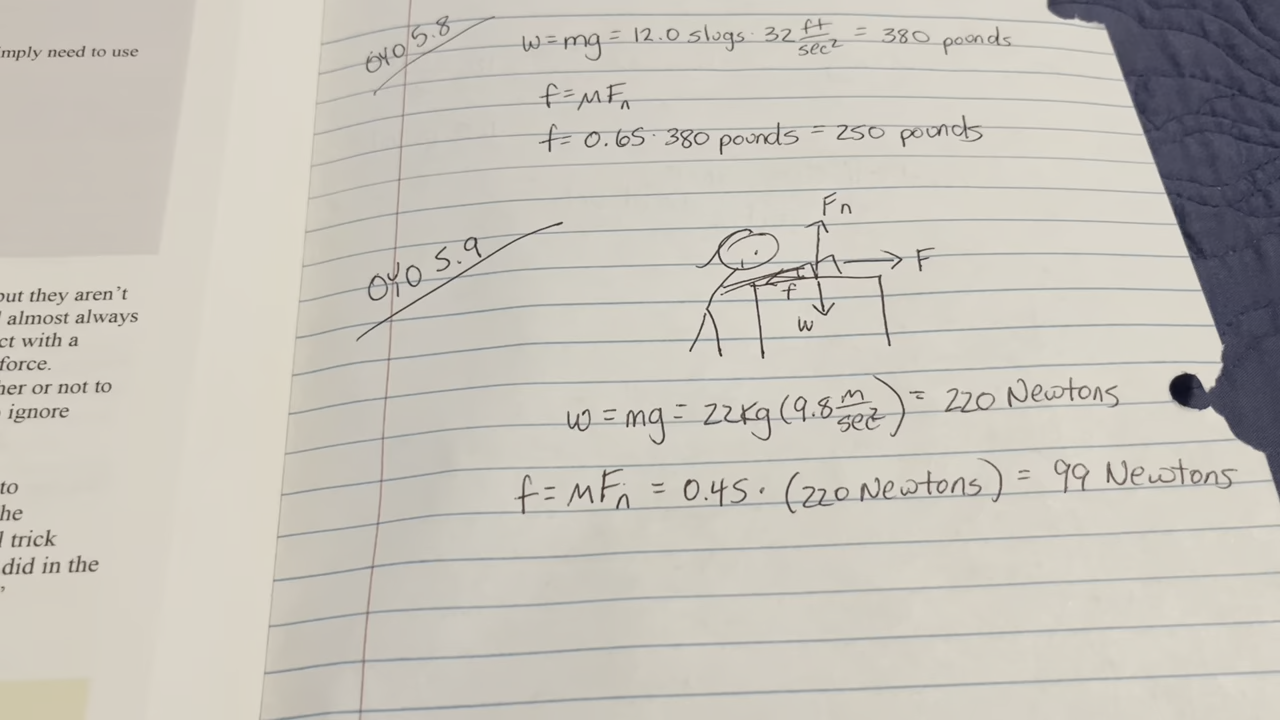 imply need to use
but they aren't
almost always
ct with a
force.
her or not to
ignore
to
he
trick
did in the
OYO 5.8
w = mg = 12.0 slugs · 32 ft/sec² = 380 pounds
f = μFn
f = 0.65 · 380 pounds = 250 pounds
OYO 5.9
Fn
F
f
w
w = mg = 22kg (9.8 m/sec²) = 220 Newtons
f = μFn = 0.45 · (220 Newtons) = 99 Newtons